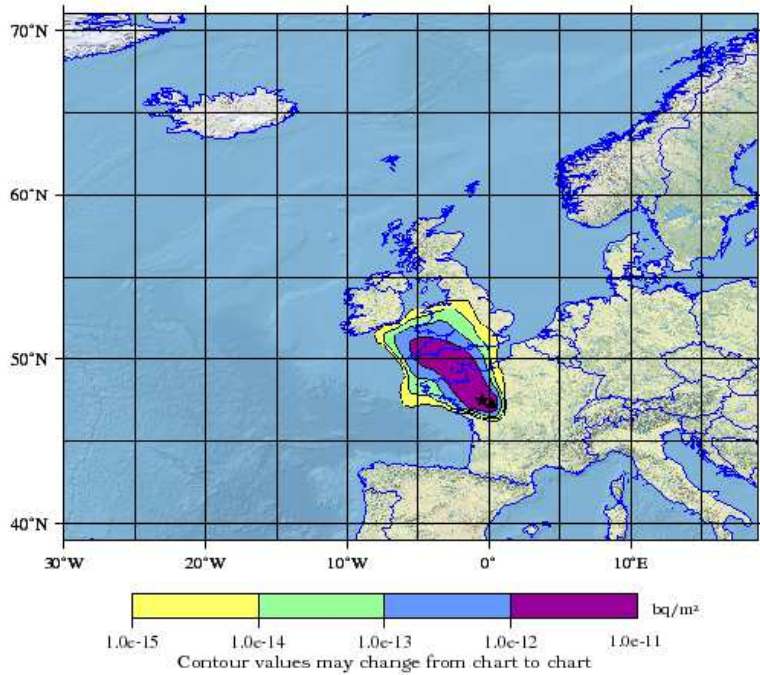 70°N
60°N
50°N
40°N
30°W 20°W 10°W 0° 10°E
bq/m²
1.0e-15 1.0e-14 1.0e-13 1.0e-12 1.0e-11
Contour values may change from chart to chart